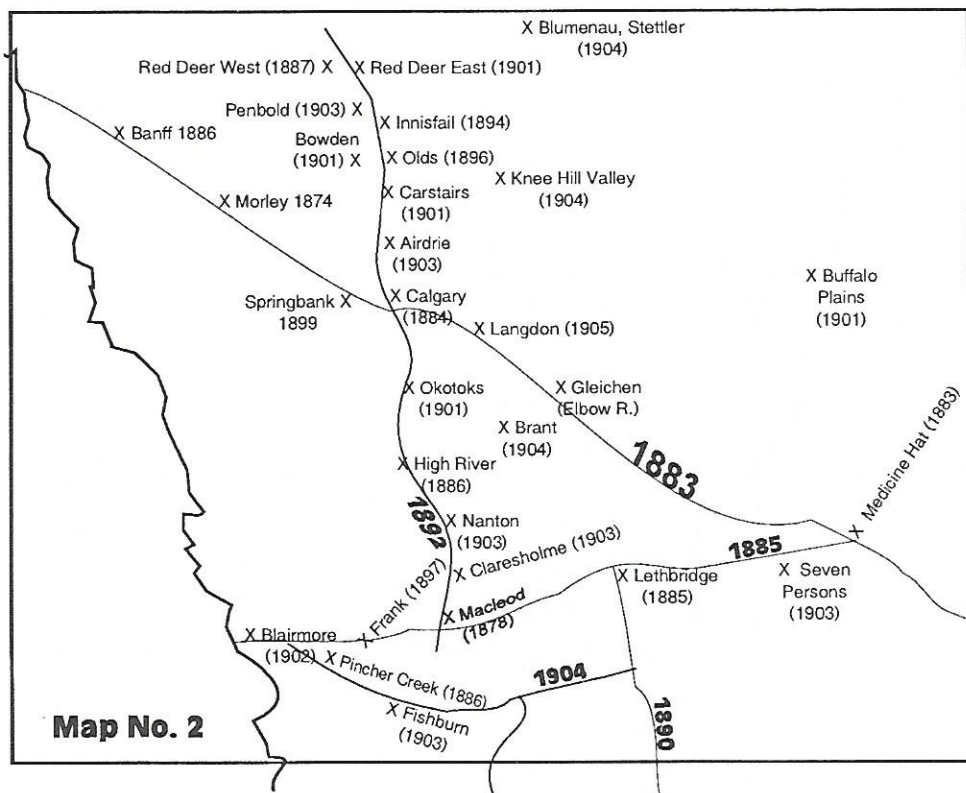 X Blumenau, Stettler
(1904)
Red Deer West (1887) X
X Red Deer East (1901)
Penbold (1903) X
X Innisfail (1894)
X Banff 1886
Bowden
(1901) X
X Olds (1896)
X Knee Hill Valley
(1904)
X Morley 1874
X Carstairs
(1901)
X Airdrie
(1903)
X Buffalo
Plains
(1901)
Springbank X
1899
X Calgary
(1884)
X Langdon (1905)
X Okotoks
(1901)
X Gleichen
(Elbow R.)
X Brant
(1904)
X Medicine Hat (1883)
1883
X High River
(1886)
1892
X Nanton
(1903)
X Claresholme (1903)
1885
X Lethbridge
(1885)
X Seven
Persons
(1903)
X Frank (1897)
X Macleod
(1878)
X Blairmore
(1902)
X Pincher Creek (1886)
1904
X Fishburn
(1903)
1890
Map No. 2